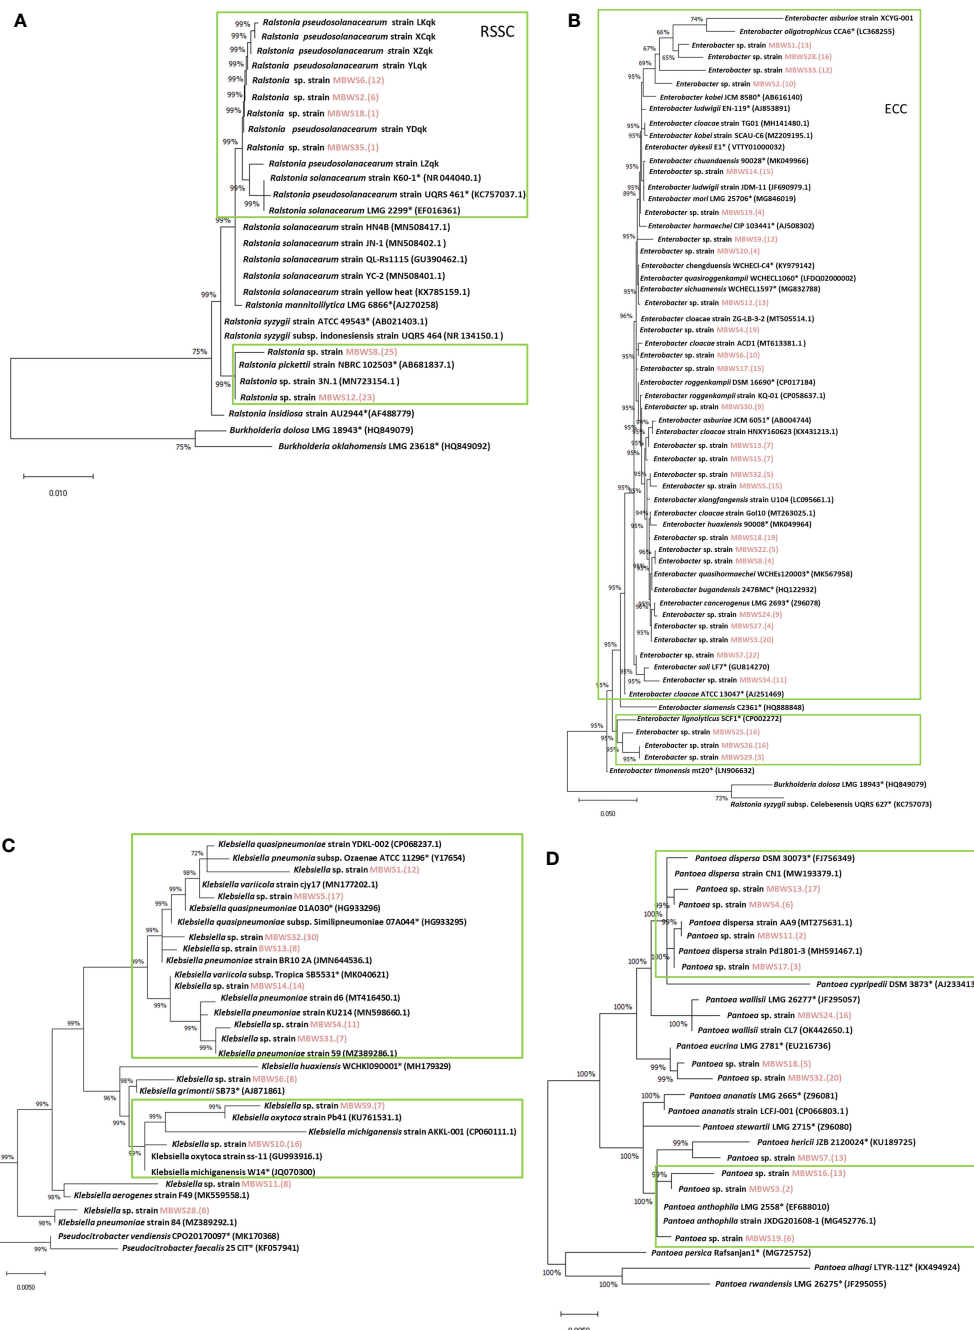 A
RSSC
99%
99%
99%
99%
99%
99%
99%
99%
99%
99%
99%
99%
99%
99%
75%
99%
75%
Ralstonia pseudosolanacearum strain LKqk
Ralstonia pseudosolanacearum strain XCqk
Ralstonia pseudosolanacearum strain XZqk
Ralstonia pseudosolanacearum strain YLqk
Ralstonia sp. strain MBWS6.(12)
Ralstonia sp. strain MBWS2.(6)
Ralstonia sp. strain MBWS18.(1)
Ralstonia pseudosolanacearum strain YDqk
Ralstonia sp. strain MBWS35.(1)
Ralstonia pseudosolanacearum strain LZqk
Ralstonia solanacearum strain K60-1* (NR 044040.1)
Ralstonia pseudosolanacearum strain UQRS 461* (KC757037.1)
Ralstonia solanacearum LMG 2299* (EF016361)
Ralstonia solanacearum strain HN4B (MN508417.1)
Ralstonia solanacearum strain JN-1 (MN508402.1)
Ralstonia solanacearum strain QL-Rs1115 (GU390462.1)
Ralstonia solanacearum strain YC-2 (MN508401.1)
Ralstonia solanacearum strain yellow heat (KX785159.1)
Ralstonia mannitolilytica LMG 6866*(AJ270258)
Ralstonia syzygii strain ATCC 49543* (AB021403.1)
Ralstonia syzygii subsp. indonesiensis strain UQRS 464 (NR 134150.1)
Ralstonia sp. strain MBWS8.(25)
Ralstonia pickettii strain NBRC 102503* (AB681837.1)
Ralstonia sp. strain 3N.1 (MN723154.1)
Ralstonia sp. strain MBWS12.(23)
Ralstonia insidiosa strain AU2944*(AF488779)
Burkholderia dolosa LMG 18943* (HQ849079)
Burkholderia oklahomensis LMG 23618* (HQ849092)
0.010
B
ECC
Enterobacter asburiae strain XCYG-001
Enterobacter oligotrophicus CCA6* (LC368255)
Enterobacter sp. strain MBWS1.(13)
Enterobacter sp. strain MBWS28.(16)
Enterobacter sp. strain MBWS33.(12)
Enterobacter sp. strain MBWS2.(10)
Enterobacter kobei JCM 8580* (AB616140)
Enterobacter ludwigii EN-119* (AJ853891)
Enterobacter cloacae strain TG01 (MH141480.1)
Enterobacter kobei strain SCAU-C6 (MZ209195.1)
Enterobacter dykesii E1* ( VTTY01000032)
Enterobacter chuandaensis 90028* (MK049966)
Enterobacter sp. strain MBWS14.(15)
Enterobacter ludwigii strain JDM-11 (JF690979.1)
Enterobacter mori LMG 25706* (MG846019)
Enterobacter sp. strain MBWS19.(4)
Enterobacter hormaechei CIP 103441* (AJ508302)
Enterobacter sp. strain MBWS9.(12)
Enterobacter sp. strain MBWS20.(4)
Enterobacter chengduensis WCHECl-C4* (KY979142)
Enterobacter quasiroggenkampii WCHECL1060* (LFDQ02000002)
Enterobacter sichuanensis WCHECL1597* (MG832788)
Enterobacter sp. strain MBWS12.(13)
Enterobacter cloacae strain ZG-LB-3-2 (MT505514.1)
Enterobacter sp. strain MBWS4.(19)
Enterobacter cloacae strain ACD1 (MT613381.1)
Enterobacter sp. strain MBWS6.(10)
Enterobacter sp. strain MBWS17.(15)
Enterobacter roggenkampii DSM 16690* (CP017184)
Enterobacter roggenkampii strain KQ-01 (CP058637.1)
Enterobacter sp. strain MBWS30.(9)
Enterobacter asburiae JCM 6051* (AB004744)
Enterobacter cloacae strain HNXY160623 (KX431213.1)
Enterobacter sp. strain MBWS13.(7)
Enterobacter sp. strain MBWS15.(7)
Enterobacter sp. strain MBWS32.(5)
Enterobacter sp. strain MBWS5.(15)
Enterobacter xiangfangensis strain U104 (LC095661.1)
Enterobacter cloacae strain Gol10 (MT263025.1)
Enterobacter huaxiensis 90008* (MK049964)
Enterobacter sp. strain MBWS18.(19)
Enterobacter sp. strain MBWS22.(5)
Enterobacter sp. strain MBWS8.(4)
Enterobacter quasihormaechei WCHEs120003* (MK567958)
Enterobacter bugandensis 247BMC* (HQ122932)
Enterobacter cancerogenus LMG 2693* (Z96078)
Enterobacter sp. strain MBWS24.(9)
Enterobacter sp. strain MBWS27.(4)
Enterobacter sp. strain MBWS3.(20)
Enterobacter sp. strain MBWS7.(22)
Enterobacter soli LF7* (GU814270)
Enterobacter sp. strain MBWS34.(11)
Enterobacter cloacae ATCC 13047* (AJ251469)
Enterobacter siamensis C2361* (HQ888848)
Enterobacter lignolyticus SCF1* (CP002272)
Enterobacter sp. strain MBWS25.(16)
Enterobacter sp. strain MBWS26.(16)
Enterobacter sp. strain MBWS29.(3)
Enterobacter timonensis mt20* (LN906632)
Burkholderia dolosa LMG 18943* (HQ849079)
Ralstonia syzygii subsp. Celebesensis UQRS 627* (KC757073)
73%
0.050
C
Klebsiella quasipneumoniae strain YDKL-002 (CP068237.1)
Klebsiella pneumonia subsp. Ozaenae ATCC 11296* (Y17654)
Klebsiella sp. strain MBWS1.(12)
Klebsiella variicola strain cjy17 (MN177202.1)
Klebsiella sp. strain MBWS5.(17)
Klebsiella quasipneumoniae 01A030* (HG933296)
Klebsiella quasipneumoniae subsp. Similipneumoniae 07A044* (HG933295)
Klebsiella sp. strain MBWS32.(30)
Klebsiella sp. strain BWS13.(8)
Klebsiella pneumoniae strain BR10 2A (JMN644536.1)
Klebsiella variicola subsp. Tropica SB5531* (MK040621)
Klebsiella sp. strain MBWS14.(14)
Klebsiella pneumoniae strain d6 (MT416450.1)
Klebsiella pneumoniae strain KU214 (MN598660.1)
Klebsiella sp. strain MBWS4.(11)
Klebsiella sp. strain MBWS31.(7)
Klebsiella pneumoniae strain 59 (MZ389286.1)
Klebsiella huaxiensis WCHKl090001* (MH179329)
Klebsiella sp. strain MBWS6.(8)
Klebsiella grimontii SB73* (AJ871861)
Klebsiella sp. strain MBWS9.(7)
Klebsiella oxytoca strain Pb41 (KU761531.1)
Klebsiella michiganensis strain AKKL-001 (CP060111.1)
Klebsiella sp. strain MBWS10.(16)
Klebsiella oxytoca strain ss-11 (GU993916.1)
Klebsiella michiganensis W14* (JQ070300)
Klebsiella sp. strain MBWS11.(8)
Klebsiella aerogenes strain F49 (MK559558.1)
Klebsiella sp. strain MBWS28.(6)
Klebsiella pneumoniae strain 84 (MZ389292.1)
Pseudocitrobacter vendiensis CPO20170097* (MK170368)
Pseudocitrobacter faecalis 25 CIT* (KF057941)
0.0050
D
Pantoea dispersa DSM 30073* (FJ756349)
Pantoea dispersa strain CN1 (MW193379.1)
Pantoea sp. strain MBWS13.(17)
Pantoea sp. strain MBWS4.(6)
Pantoea dispersa strain AA9 (MT275631.1)
Pantoea sp. strain MBWS11.(2)
Pantoea dispersa strain Pd1801-3 (MH591467.1)
Pantoea sp. strain MBWS17.(3)
Pantoea cypripedii DSM 3873* (AJ233413
Pantoea wallisii LMG 26277* (JF295057)
Pantoea sp. strain MBWS24.(16)
Pantoea wallisii strain CL7 (OK442650.1)
Pantoea eucrina LMG 2781* (EU216736)
Pantoea sp. strain MBWS18.(5)
Pantoea sp. strain MBWS32.(20)
Pantoea ananatis LMG 2665* (Z96081)
Pantoea ananatis strain LCFJ-001 (CP066803.1)
Pantoea stewartii LMG 2715* (Z96080)
Pantoea hericii JZB 2120024* (KU189725)
Pantoea sp. strain MBWS7.(13)
Pantoea sp. strain MBWS16.(13)
Pantoea sp. strain MBWS3.(2)
Pantoea anthophila LMG 2558* (EF688010)
Pantoea anthophila strain JXDG201608-1 (MG452776.1)
Pantoea sp. strain MBWS19.(6)
Pantoea persica Rafsanjan1* (MG725752)
Pantoea alhagi LTYR-11Z* (KX494924)
Pantoea rwandensis LMG 26275* (JF295055)